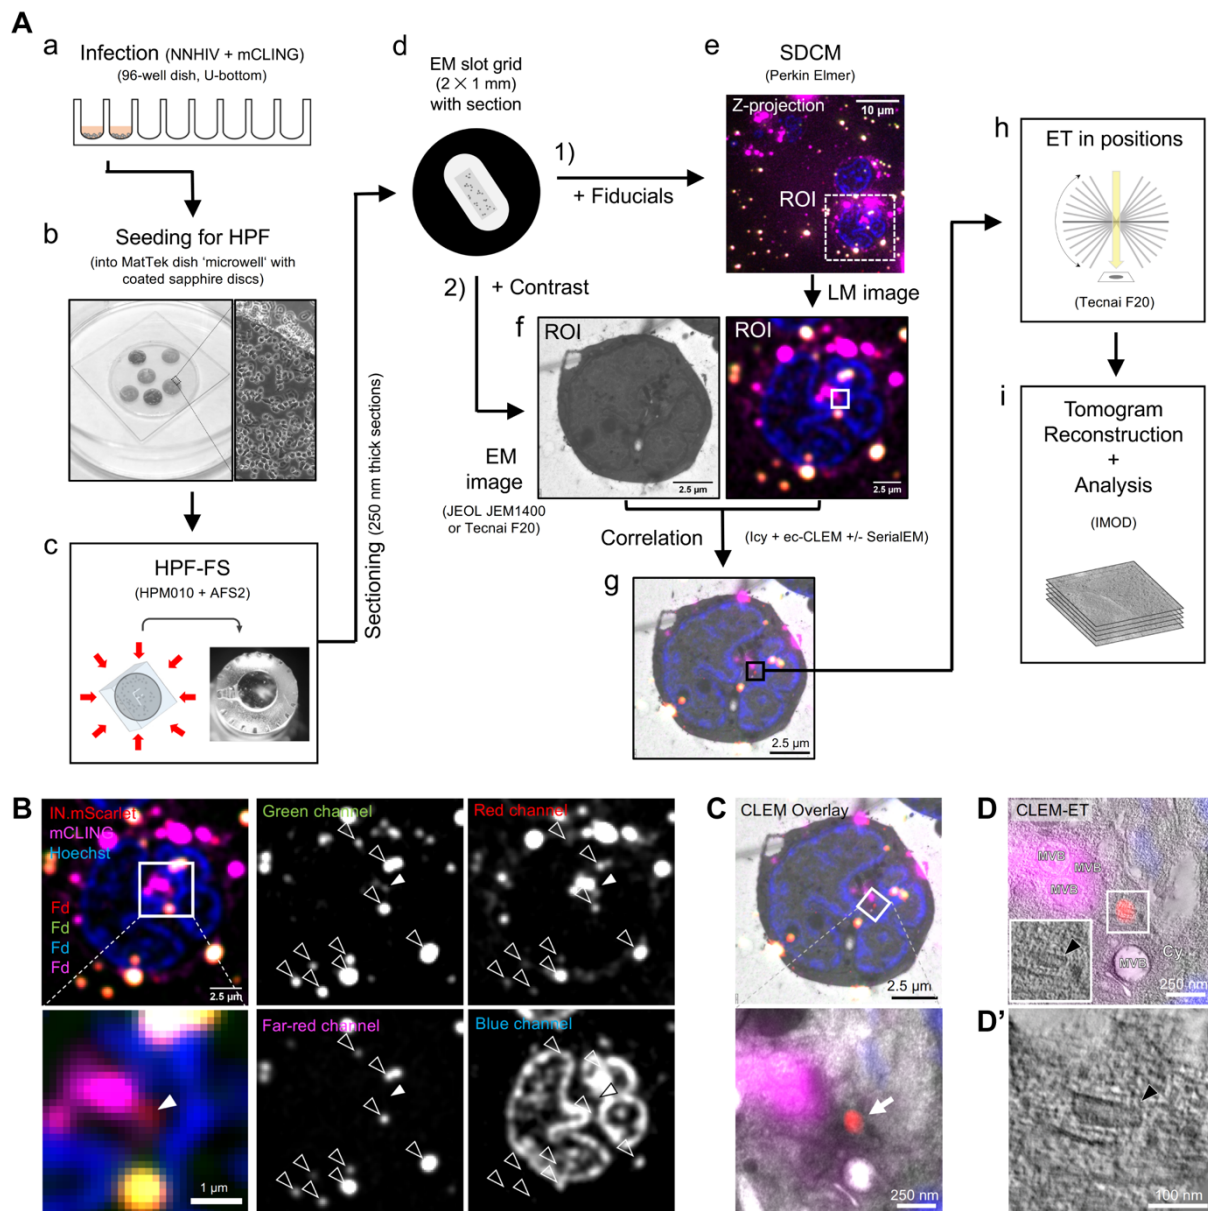 A
a
Infection (NNHIV + mCLING)
(96-well dish, U-bottom)
b
Seeding for HPF
(into MatTek dish ‘microwell‘ with
coated sapphire discs)
c
HPF-FS
(HPM010 + AFS2)
Sectioning (250 nm thick sections)
d
EM slot grid
(2 × 1 mm)
with section
1)
+ Fiducials
2)
+ Contrast
e
SDCM
(Perkin Elmer)
Z-projection
10 µm
ROI
LM image
f
ROI
2.5 µm
ROI
2.5 µm
EM
image
(JEOL JEM1400
or Tecnai F20)
Correlation
(Icy + ec-CLEM +/- SerialEM)
g
2.5 µm
h
ET in positions
(Tecnai F20)
i
Tomogram
Reconstruction
+
Analysis
(IMOD)
B
IN.mScarlet
mCLING
Hoechst
Fd
Fd
Fd
Fd
2.5 µm
Green channel
Red channel
1 µm
Far-red channel
Blue channel
C
CLEM Overlay
2.5 µm
250 nm
D
CLEM-ET
MVB
MVB
MVB
MVB
Cy
250 nm
D'
100 nm